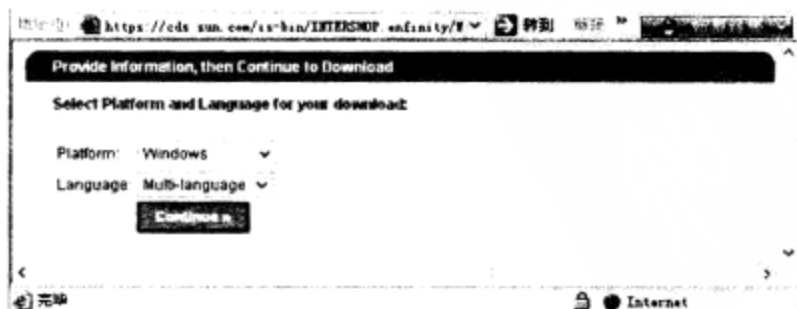 https://cds.sun.com/is-bin/INTERSHOP.enfinity/W 转到
Provide Information, then Continue to Download
Select Platform and Language for your download:
Platform: Windows
Language: Multi-language
Continue »
完毕 Internet